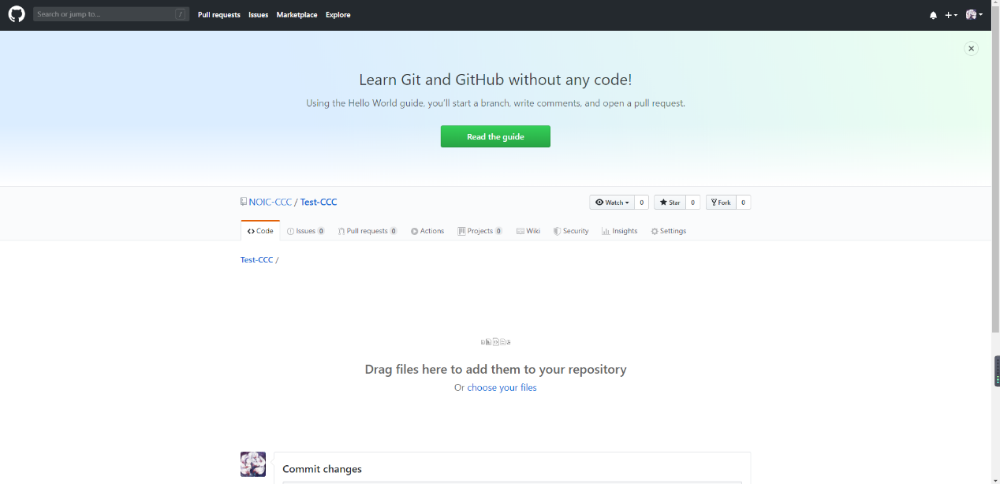 Search or jump to... /
Pull requests Issues Marketplace Explore
Learn Git and GitHub without any code!
Using the Hello World guide, you'll start a branch, write comments, and open a pull request.
Read the guide
NOIC-CCC / Test-CCC
Watch 0 Star 0 Fork 0
Code Issues 0 Pull requests 0 Actions Projects 0 Wiki Security Insights Settings
Test-CCC /
Drag files here to add them to your repository
Or choose your files
Commit changes